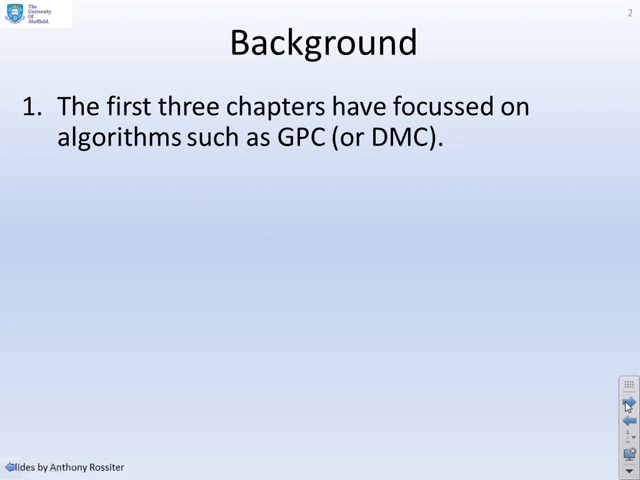 The
University
Of
Sheffield.
2
Background
1. The first three chapters have focussed on
algorithms such as GPC (or DMC).
lides by Anthony Rossiter